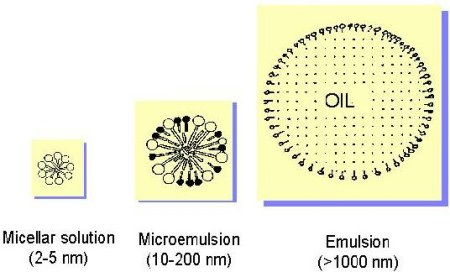 OIL
Micellar solution
(2-5 nm)
Microemulsion
(10-200 nm)
Emulsion
(>1000 nm)